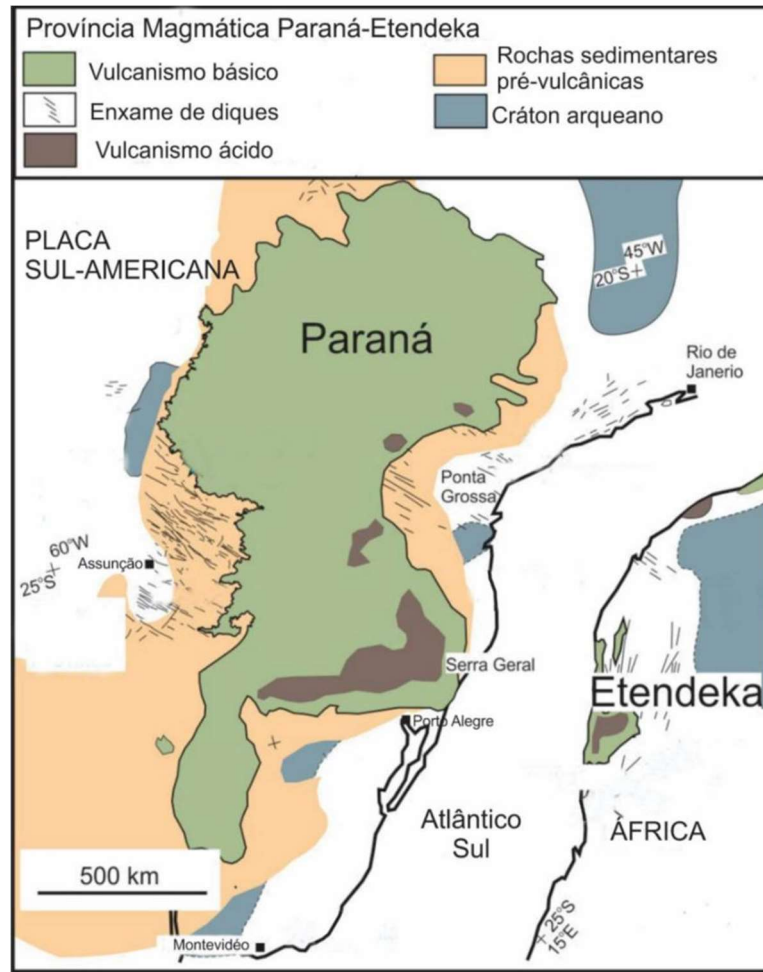 Província Magmática Paraná-Etendeka
Vulcanismo básico
Enxame de diques
Vulcanismo ácido
Rochas sedimentares
pré-vulcânicas
Cráton arqueano
PLACA
SUL-AMERICANA
45°W
20°S
Paraná
Rio de
Janerio
Ponta
Grossa
60°W
Assunção
25°S
Serra Geral
Etendeka
Porto Alegre
Atlântico
Sul
ÁFRICA
500 km
25°S
15°E
Montevidéo